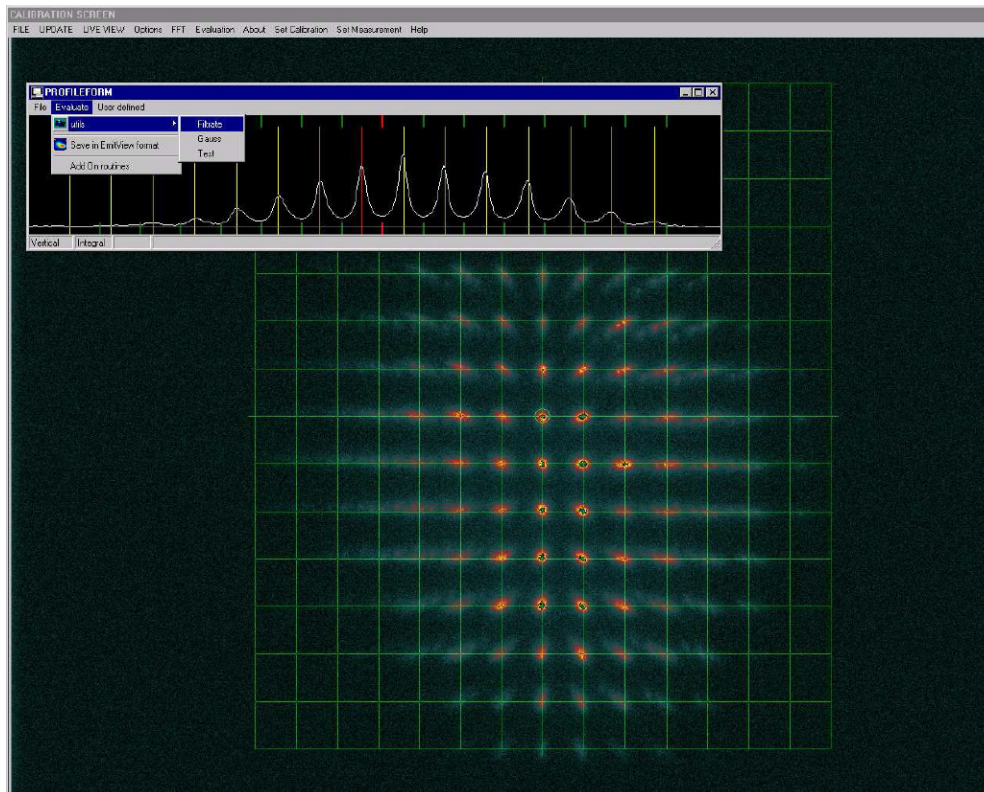 CALIBRATION SCREEN
FILE UPDATE LIVE VIEW Options FFT Evaluation About Set Calibration Set Measurement Help
PROFILEFORM
File Evaluate User defined
utils Filtrate
Gauss
Save in EmitView format
Test
Add On routines
Vertical Integral